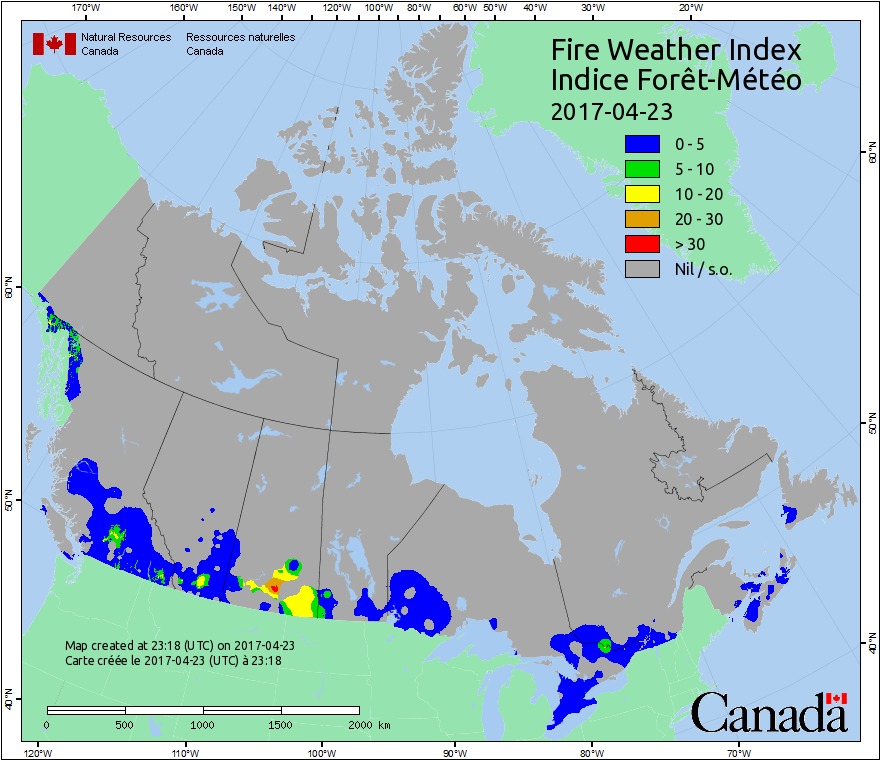 170°W 160°W 150°W 140°W 130°W 120°W 110°W 100°W 90°W 80°W 70°W 60°W 50°W 40°W 30°W 20°W
Natural Resources Ressources naturelles
Canada Canada
Fire Weather Index
Indice Forêt-Météo
2017-04-23
0 - 5
5 - 10
10 - 20
20 - 30
> 30
Nil / s.o.
60°N
60°N
50°N
50°N
40°N
40°N
Map created at 23:18 (UTC) on 2017-04-23
Carte créée le 2017-04-23 (UTC) à 23:18
0 500 1000 1500 2000 km
Canada
120°W 110°W 100°W 90°W 80°W 70°W